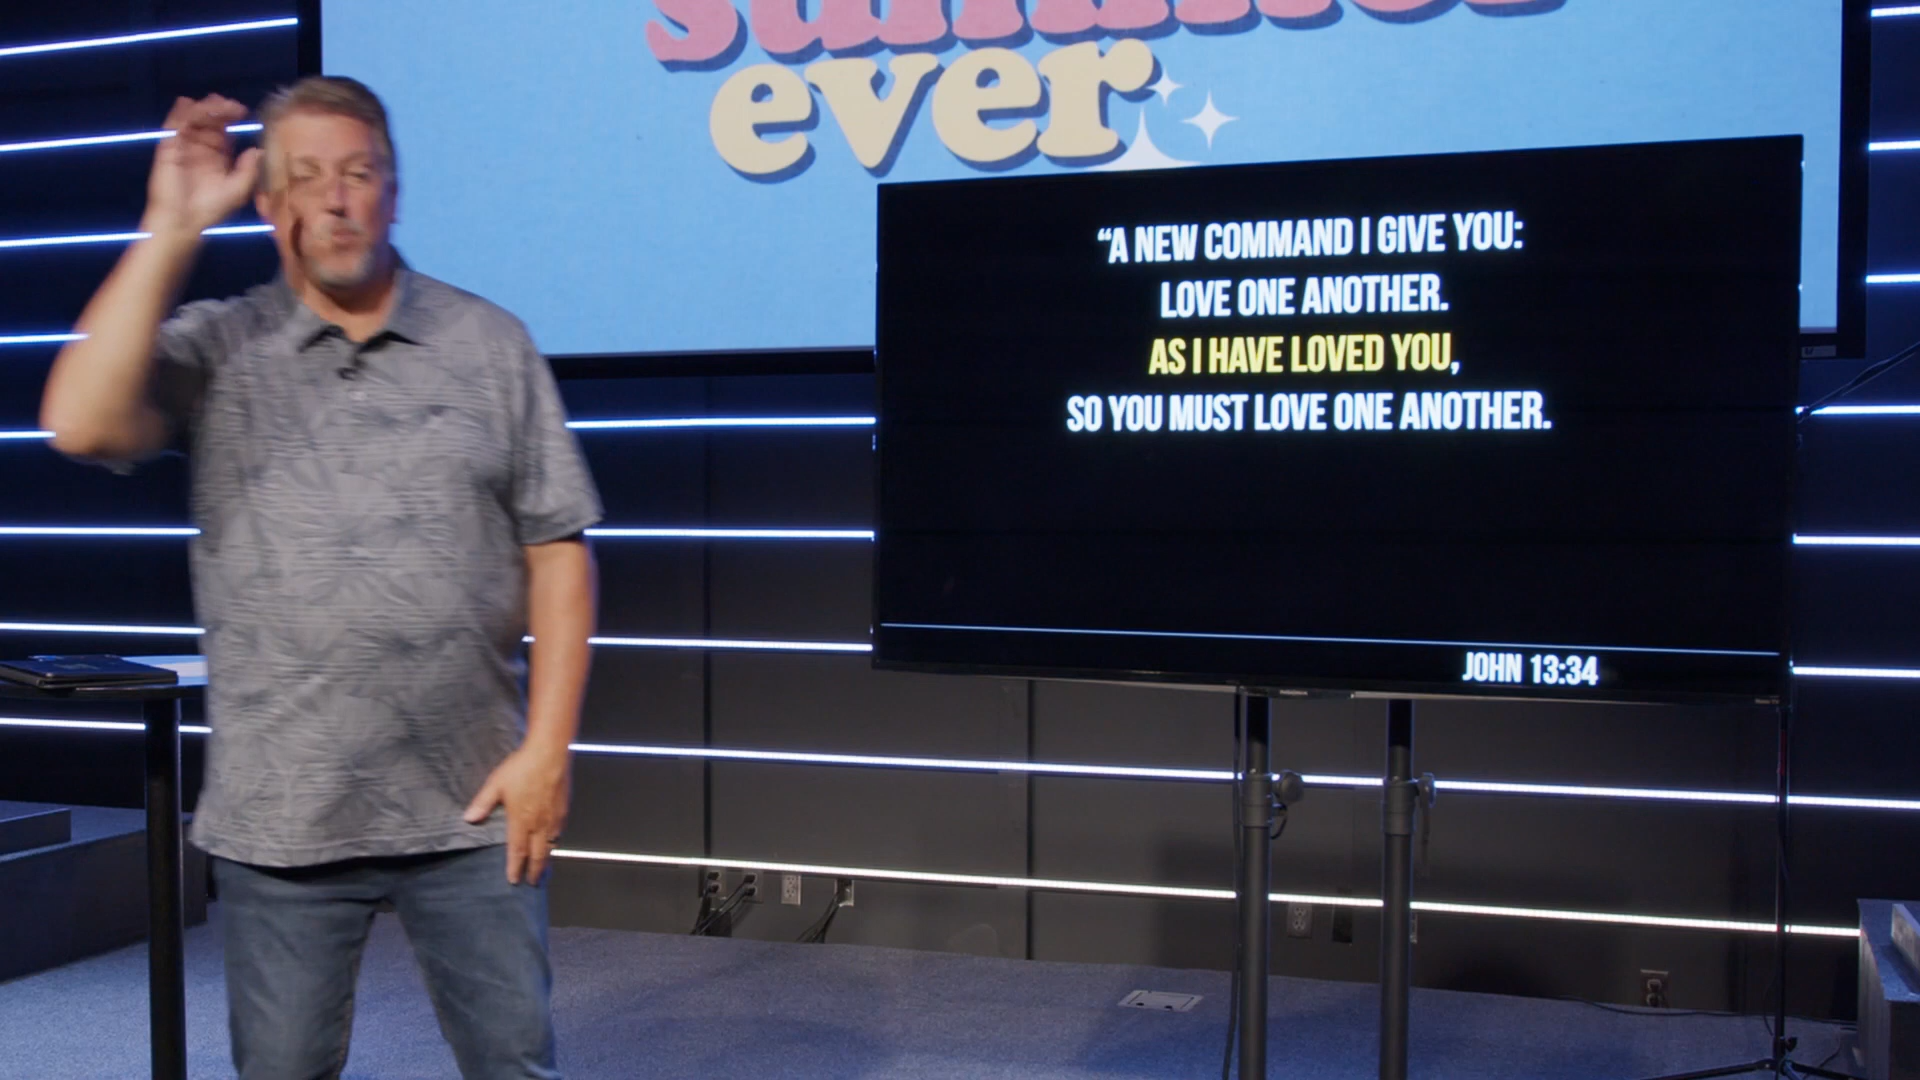 summer
ever
“A NEW COMMAND I GIVE YOU:
LOVE ONE ANOTHER.
AS I HAVE LOVED YOU,
SO YOU MUST LOVE ONE ANOTHER.
JOHN 13:34